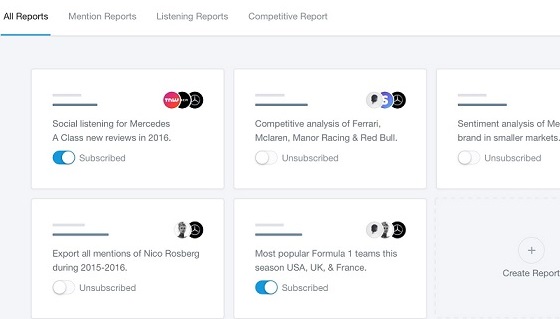 All Reports
Mention Reports
Listening Reports
Competitive Report
Social listening for Mercedes
A Class new reviews in 2016.
Subscribed
Competitive analysis of Ferrari,
Mclaren, Manor Racing & Red Bull.
Unsubscribed
Sentiment analysis of Me
brand in smaller markets.
Unsubscribed
Export all mentions of Nico Rosberg
during 2015-2016.
Unsubscribed
Most popular Formula 1 teams this
season USA, UK, & France.
Subscribed
Create Report